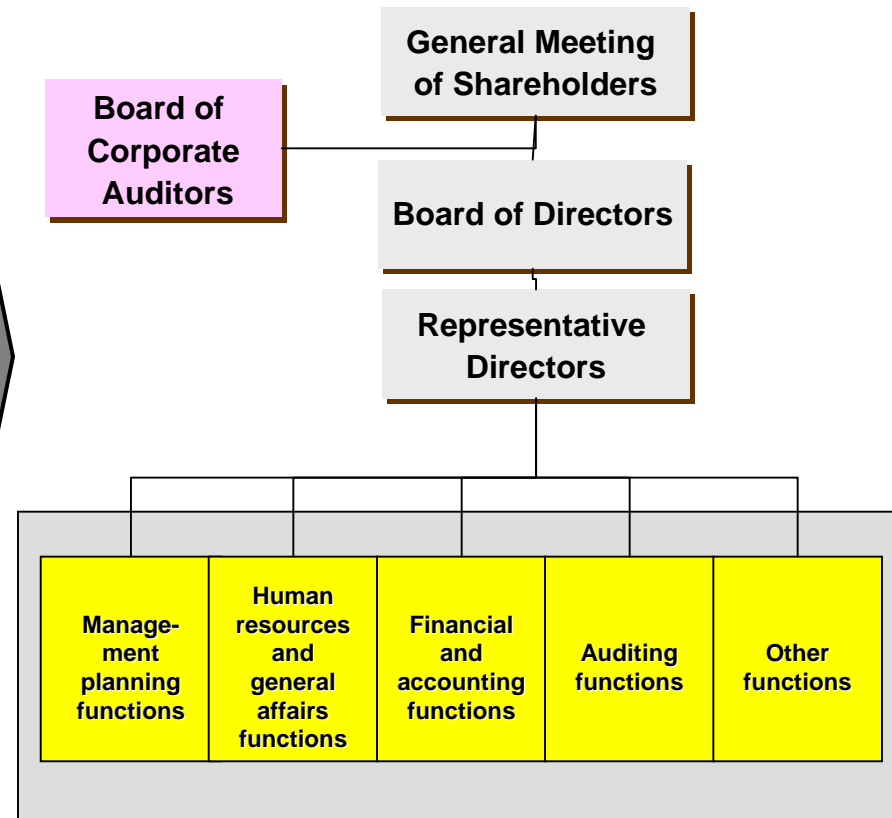 General Meeting
of Shareholders
Board of
Corporate
Auditors
Board of Directors
Representative
Directors
Manage-
ment
planning
functions
Human
resources
and
general
affairs
functions
Financial
and
accounting
functions
Auditing
functions
Other
functions